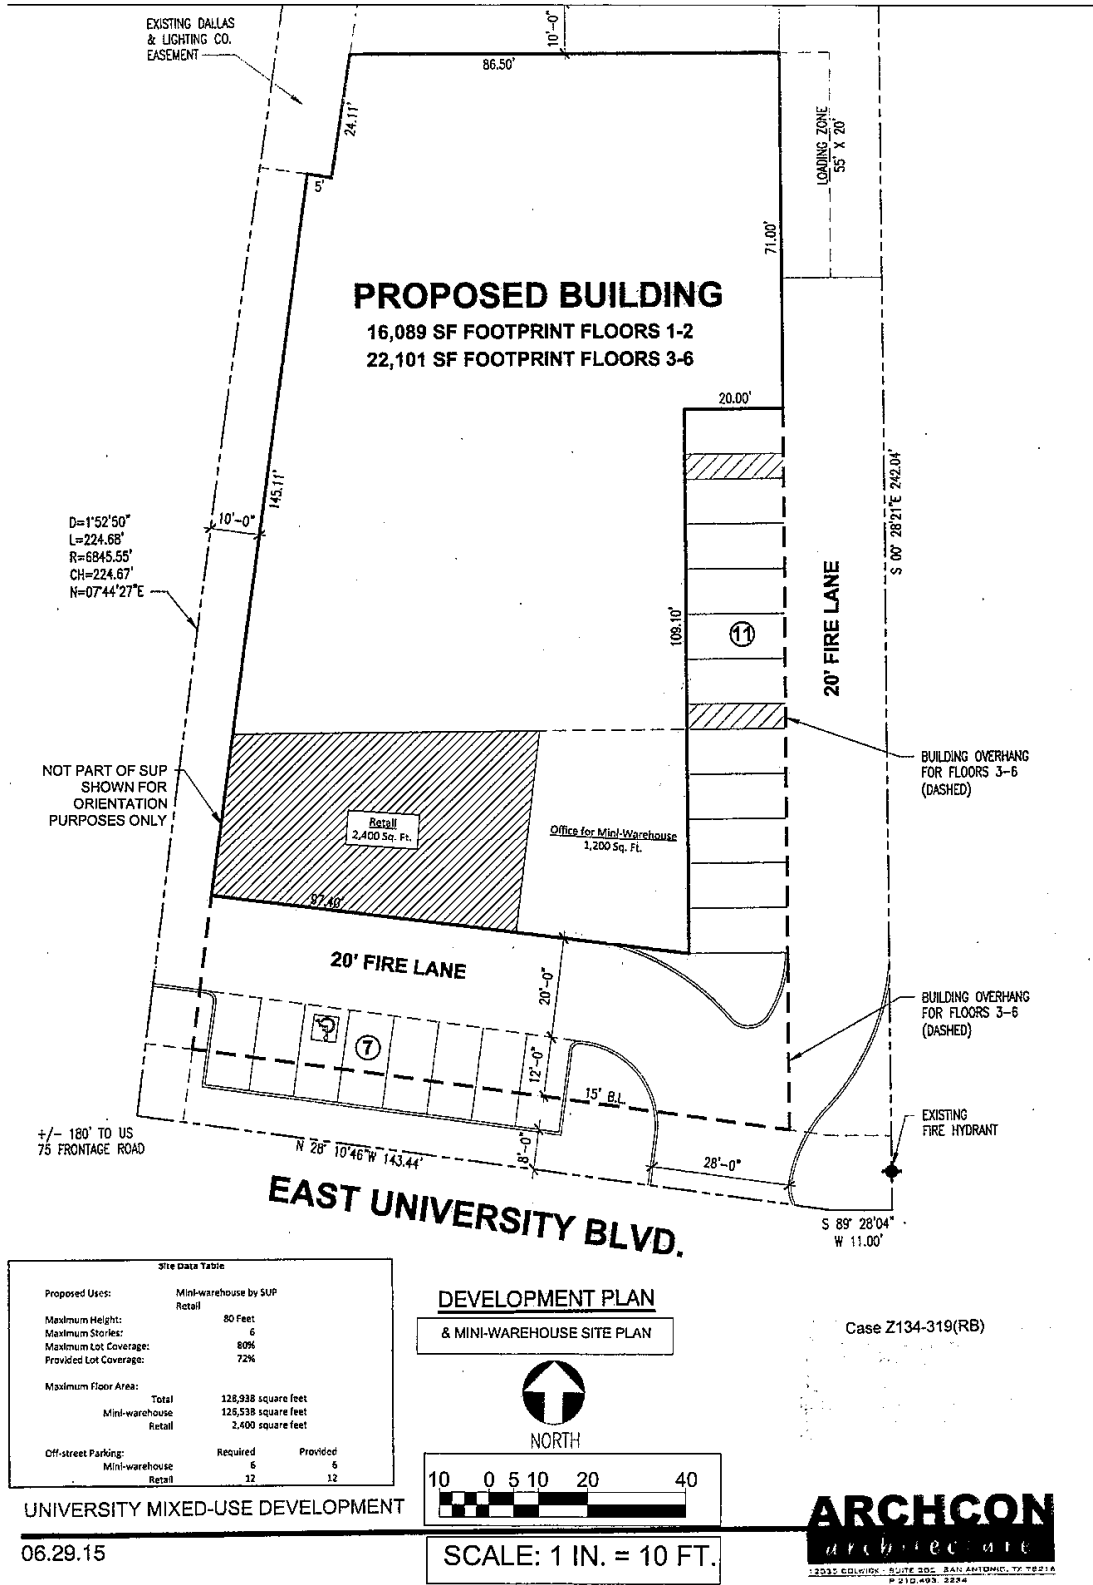 EXISTING DALLAS
& LIGHTING CO.
EASEMENT
10'-0"
86.50'
24.11'
5'
LOADING ZONE
55' X 20'
71.00'
PROPOSED BUILDING
16,089 SF FOOTPRINT FLOORS 1-2
22,101 SF FOOTPRINT FLOORS 3-6
20.00'
145.11'
10'-0"
D=1°52'50"
L=224.68'
R=6845.55'
CH=224.67'
N=07°44'27"E
S 00° 28'21"E 242.04'
109.10'
11
20' FIRE LANE
NOT PART OF SUP
SHOWN FOR
ORIENTATION
PURPOSES ONLY
BUILDING OVERHANG
FOR FLOORS 3-6
(DASHED)
Retail
2,400 Sq. Ft.
Office for Mini-Warehouse
1,200 Sq. Ft.
97.40'
20' FIRE LANE
20'-0"
BUILDING OVERHANG
FOR FLOORS 3-6
(DASHED)
7
12'-0"
15' B.L.
EXISTING
FIRE HYDRANT
+/- 180' TO US
75 FRONTAGE ROAD
N 28° 10'46"W 143.44'
8'-0"
28'-0"
EAST UNIVERSITY BLVD.
S 89° 28'04"
W 11.00'
Site Data Table
Proposed Uses: Mini-warehouse by SUP
Retail
Maximum Height: 80 Feet
Maximum Stories: 6
Maximum Lot Coverage: 80%
Provided Lot Coverage: 72%
Maximum Floor Area:
Total 128,938 square feet
Mini-warehouse 126,538 square feet
Retail 2,400 square feet
Off-street Parking: Required Provided
Mini-warehouse 6 6
Retail 12 12
DEVELOPMENT PLAN
& MINI-WAREHOUSE SITE PLAN
Case Z134-319(RB)
NORTH
10 0 5 10 20 40
UNIVERSITY MIXED-USE DEVELOPMENT
06.29.15
SCALE: 1 IN. = 10 FT.
ARCHCON
architecture
SUITE 202 SAN ANTONIO, TX 78216
P 210.493.2234